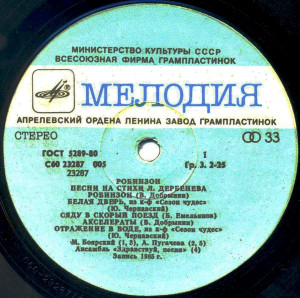 МИНИСТЕРСТВО КУЛЬТУРЫ СССР
ВСЕСОЮЗНАЯ ФИРМА ГРАМПЛАСТИНОК
МЕЛОДИЯ
АПРЕЛЕВСКИЙ ОРДЕНА ЛЕНИНА ЗАВОД ГРАМПЛАСТИНОК
СТЕРЕО 33
ГОСТ 5289-80 1
С60 23287 005 Гр. 3. 2-25
23287
РОБИНЗОН
ПЕСНИ НА СТИХИ Л. ДЕРБЕНЕВА
РОБИНЗОН (В. Добрынин)
БЕЛАЯ ДВЕРЬ, из к-ф «Сезон чудес»
(Ю. Чернавский)
СЯДУ В СКОРЫЙ ПОЕЗД (В. Емельянов)
АКСЕЛЕРАТЫ (В. Добрынин)
ОТРАЖЕНИЕ В ВОДЕ, из к-ф «Сезон чудес»
(Ю. Чернавский)
М. Боярский (1, 3), А. Пугачева (2, 5)
Ансамбль «Здравствуй, песня» (4)
Запись 1985 г.